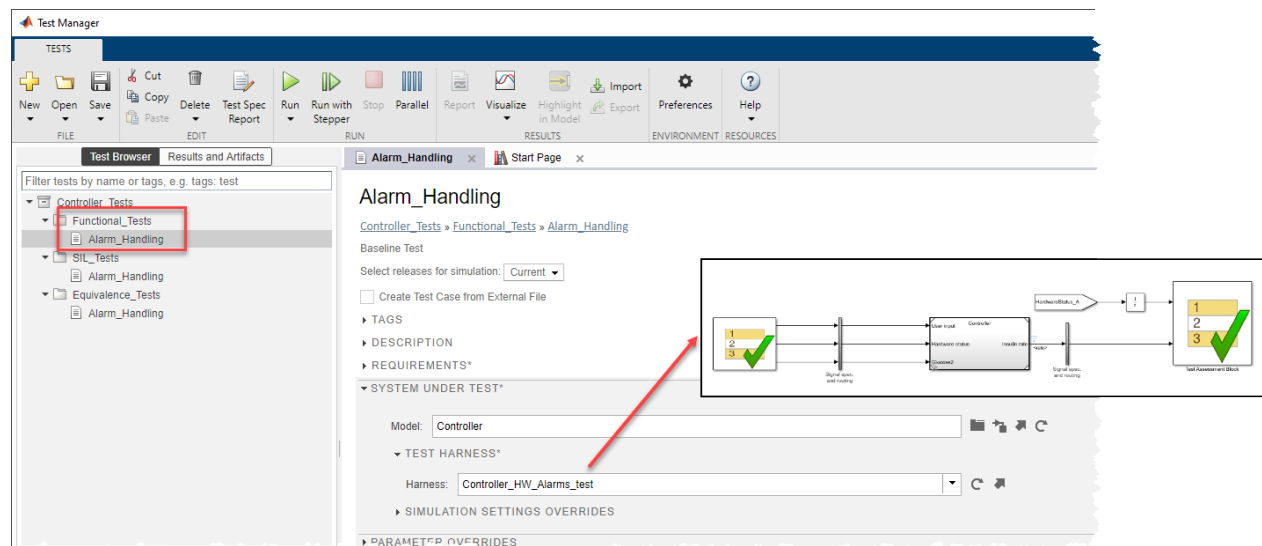 Test Manager
TESTS
New
Open
Save
Cut
Copy
Paste
Delete
Test Spec
Report
Run
Run with
Stepper
Stop
Parallel
Report
Visualize
Highlight
in Model
Import
Export
Preferences
Help
FILE
EDIT
RUN
RESULTS
ENVIRONMENT
RESOURCES
Test Browser
Results and Artifacts
Alarm_Handling
Start Page
Filter tests by name or tags, e.g. tags: test
Controller_Tests
Functional_Tests
Alarm_Handling
SIL_Tests
Alarm_Handling
Equivalence_Tests
Alarm_Handling
Alarm_Handling
Controller_Tests » Functional_Tests » Alarm_Handling
Baseline Test
Select releases for simulation: Current
Create Test Case from External File
TAGS
DESCRIPTION
REQUIREMENTS*
SYSTEM UNDER TEST*
Model: Controller
TEST HARNESS*
Harness: Controller_HW_Alarms_test
SIMULATION SETTINGS OVERRIDES
PARAMETER OVERRIDES
1
2
3
Signal spec.
and routing
User input
Controller
Hardware status
Insulin rate
Glucose2
Signal spec.
and routing
HardwareStatus_A
1
2
3
Test Assessment Block